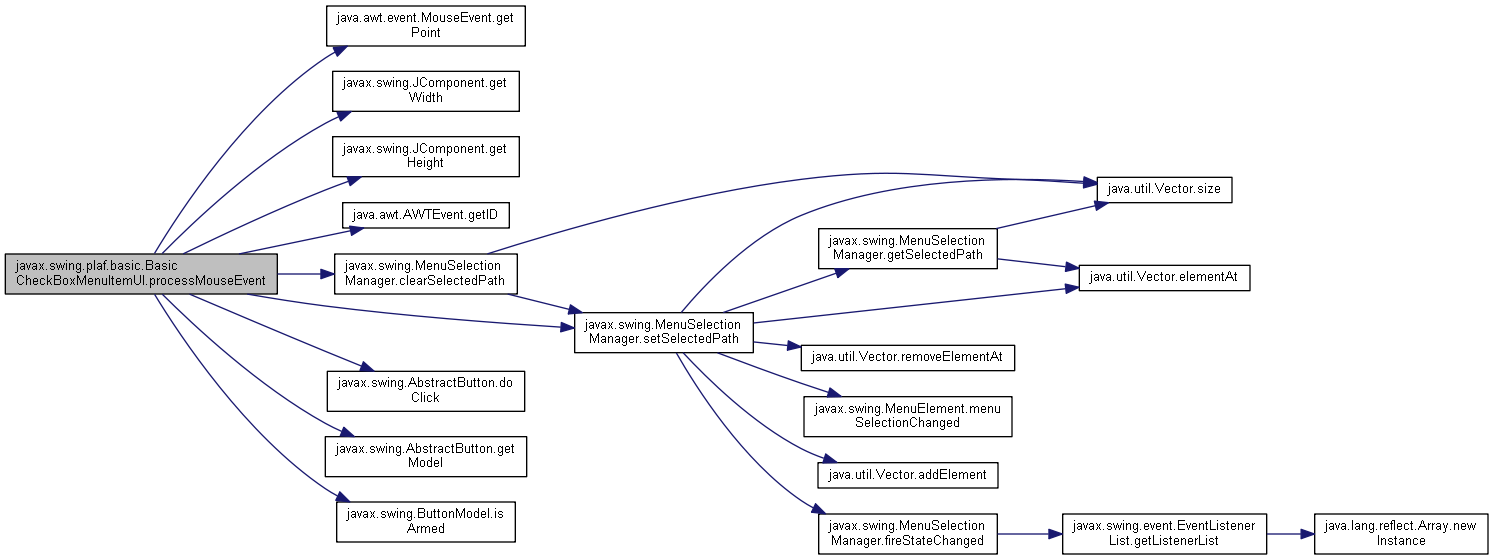 java.awt.event.MouseEvent.get
Point
javax.swing.JComponent.get
Width
javax.swing.JComponent.get
Height
java.awt.AWTEvent.getID
javax.swing.plaf.basic.Basic
CheckBoxMenuItemUI.processMouseEvent
javax.swing.MenuSelection
Manager.clearSelectedPath
javax.swing.AbstractButton.do
Click
javax.swing.AbstractButton.get
Model
javax.swing.ButtonModel.is
Armed
javax.swing.MenuSelection
Manager.setSelectedPath
java.util.Vector.size
javax.swing.MenuSelection
Manager.getSelectedPath
java.util.Vector.elementAt
java.util.Vector.removeElementAt
javax.swing.MenuElement.menu
SelectionChanged
java.util.Vector.addElement
javax.swing.MenuSelection
Manager.fireStateChanged
javax.swing.event.EventListener
List.getListenerList
java.lang.reflect.Array.new
Instance